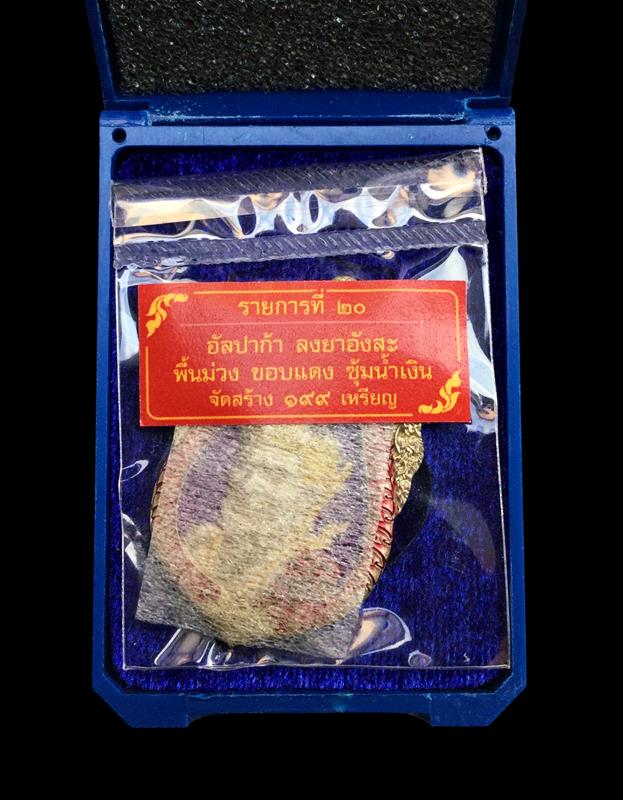 รายการที่ ๒๐
อัลปาก้า ลงยาอังสะ
พื้นม่วง ขอบแดง ซุ้มน้ำเงิน
จัดสร้าง ๑๙๙ เหรียญ